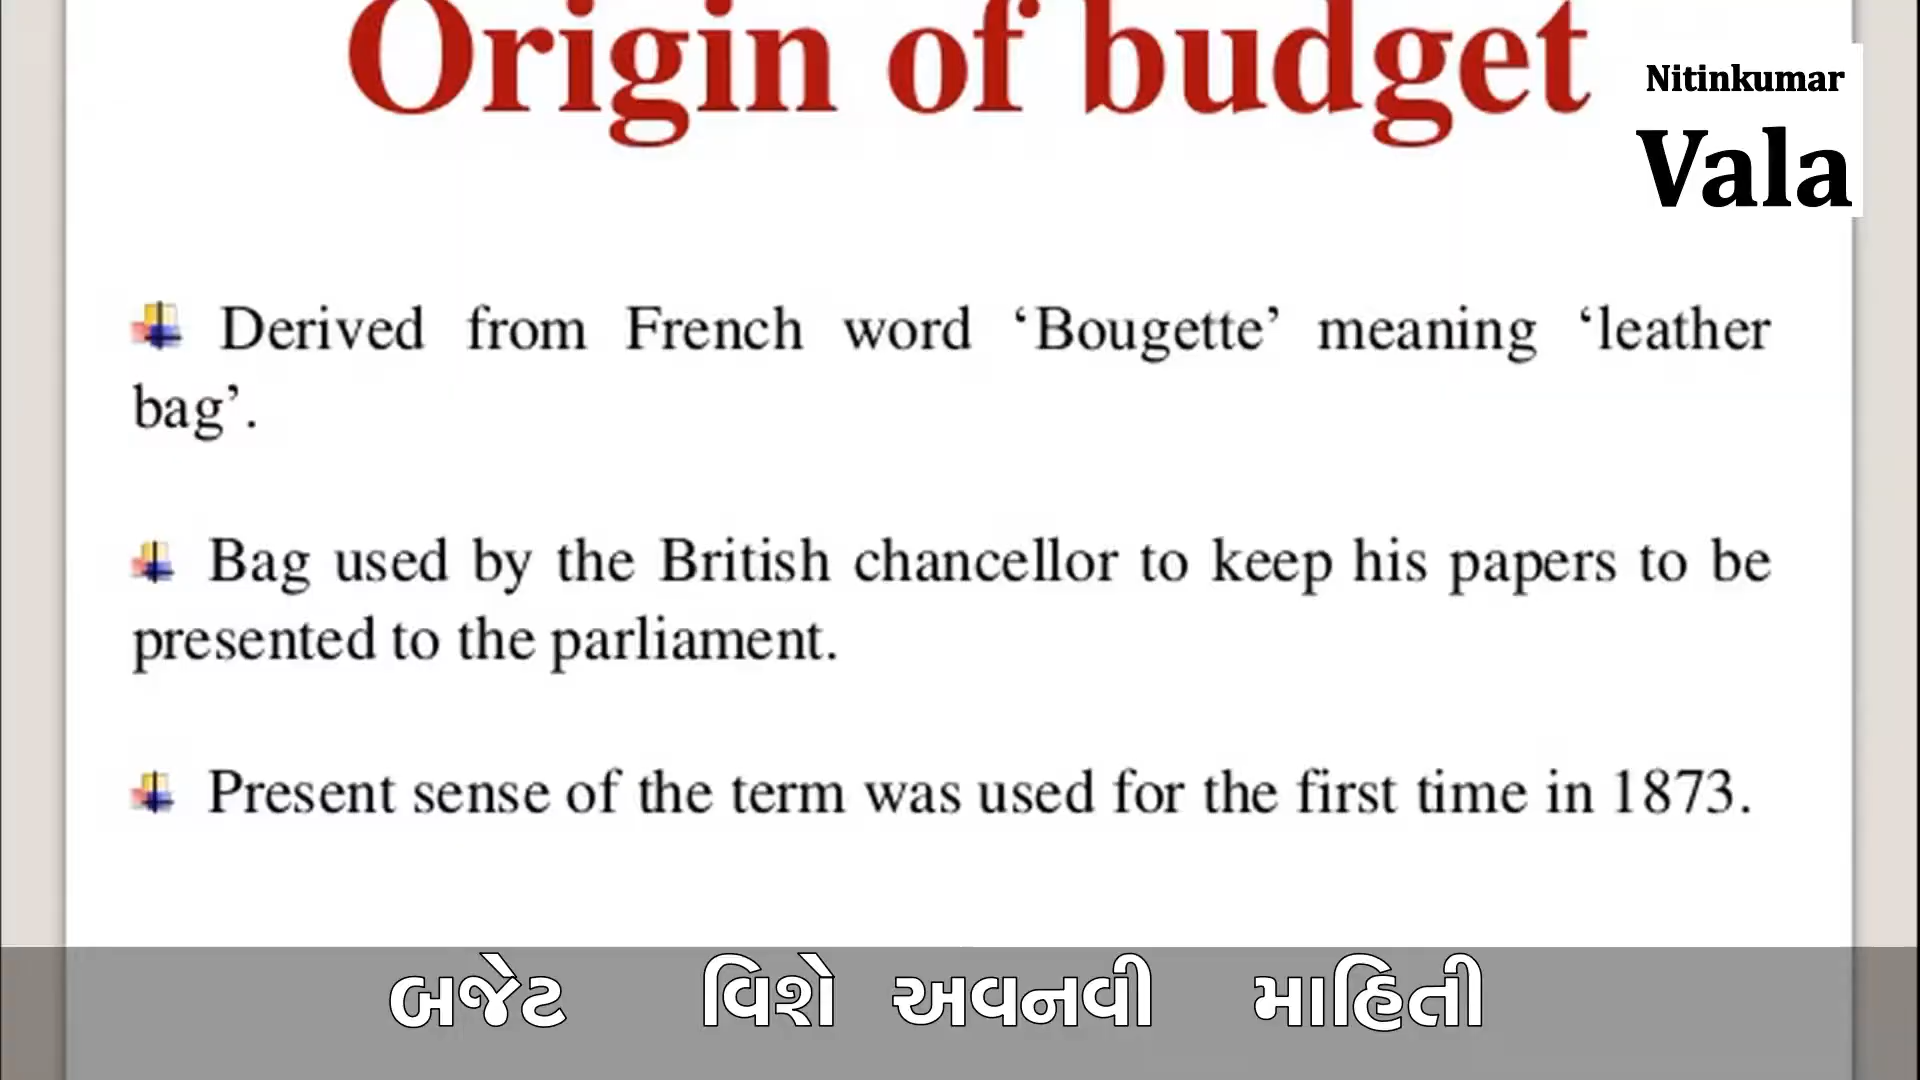 Origin of budget
Nitinkumar
Vala
Derived from French word ‘Bougette’ meaning ‘leather
bag’.
Bag used by the British chancellor to keep his papers to be
presented to the parliament.
Present sense of the term was used for the first time in 1873.
બજેટ વિશે અવનવી માહિતી